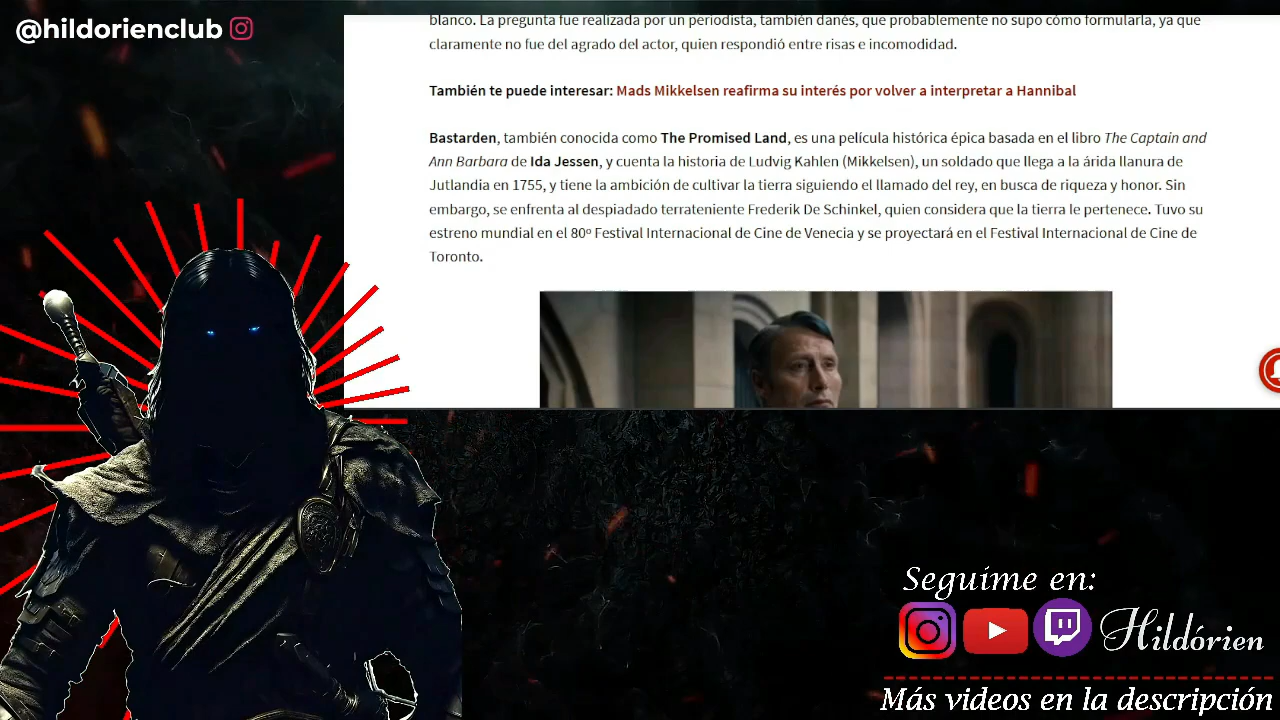 @hildorienclub
blanco. La pregunta fue realizada por un periodista, también danés, que probablemente no supo cómo formularla, ya que
claramente no fue del agrado del actor, quien respondió entre risas e incomodidad.
También te puede interesar: Mads Mikkelsen reafirma su interés por volver a interpretar a Hannibal
Bastarden, también conocida como The Promised Land, es una película histórica épica basada en el libro The Captain and
Ann Barbara de Ida Jessen, y cuenta la historia de Ludvig Kahlen (Mikkelsen), un soldado que llega a la árida llanura de
Jutlandia en 1755, y tiene la ambición de cultivar la tierra siguiendo el llamado del rey, en busca de riqueza y honor. Sin
embargo, se enfrenta al despiadado terrateniente Frederik De Schinkel, quien considera que la tierra le pertenece. Tuvo su
estreno mundial en el 80º Festival Internacional de Cine de Venecia y se proyectará en el Festival Internacional de Cine de
Toronto.
Seguime en:
Hildórien
Más videos en la descripción